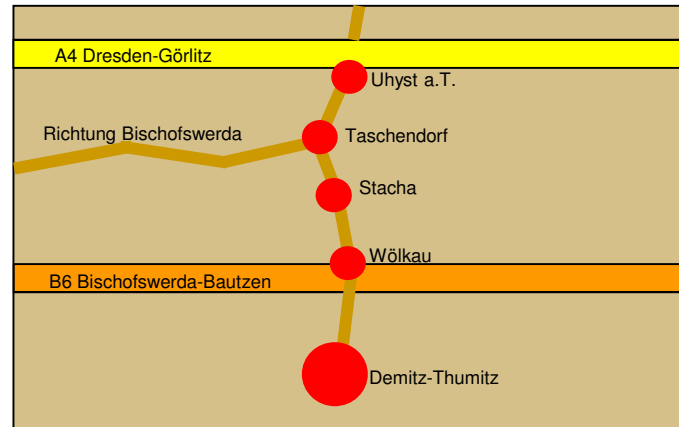 A4 Dresden-Görlitz
Uhyst a.T.
Richtung Bischofswerda
Taschendorf
Stacha
Wölkau
B6 Bischofswerda-Bautzen
Demitz-Thumitz